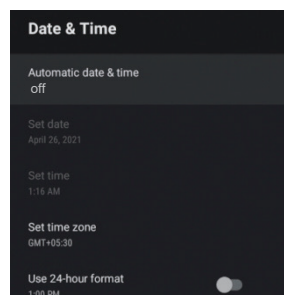 Date & Time
Automatic date & time
off
Set date
April 26, 2021
Set time
1:16 AM
Set time zone
GMT+05:30
Use 24-hour format
1:00 PM